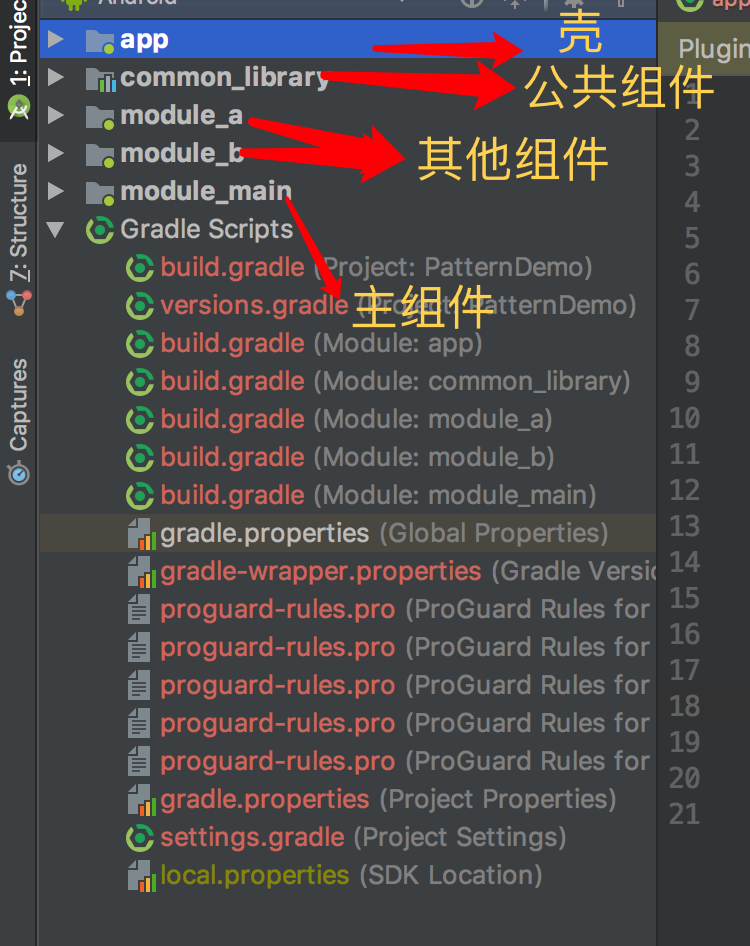 Android
app
壳
common_library
公共组件
module_a
module_b
其他组件
module_main
Gradle Scripts
build.gradle (Project: PatternDemo)
versions.gradle (Project: PatternDemo)
主组件
build.gradle (Module: app)
build.gradle (Module: common_library)
build.gradle (Module: module_a)
build.gradle (Module: module_b)
build.gradle (Module: module_main)
gradle.properties (Global Properties)
gradle-wrapper.properties (Gradle Versio
proguard-rules.pro (ProGuard Rules for
proguard-rules.pro (ProGuard Rules for
proguard-rules.pro (ProGuard Rules for
proguard-rules.pro (ProGuard Rules for
proguard-rules.pro (ProGuard Rules for
gradle.properties (Project Properties)
settings.gradle (Project Settings)
local.properties (SDK Location)
1: Projec
7: Structure
Captures
app
Plugin
1
2
3
4
5
6
7
8
9
10
11
12
13
14
15
16
17
18
19
20
21